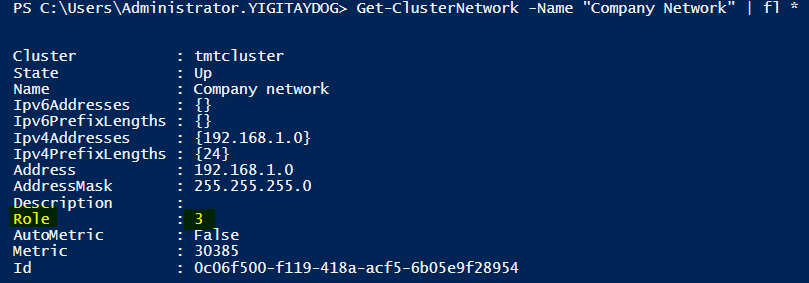 PS C:\Users\Administrator.YIGITAYDOG> Get-ClusterNetwork -Name "Company Network" | fl *
Cluster : tmtcluster
State : Up
Name : Company network
Ipv6Addresses : {}
Ipv6PrefixLengths : {}
Ipv4Addresses : {192.168.1.0}
Ipv4PrefixLengths : {24}
Address : 192.168.1.0
AddressMask : 255.255.255.0
Description :
Role : 3
AutoMetric : False
Metric : 30385
Id : 0c06f500-f119-418a-acf5-6b05e9f28954